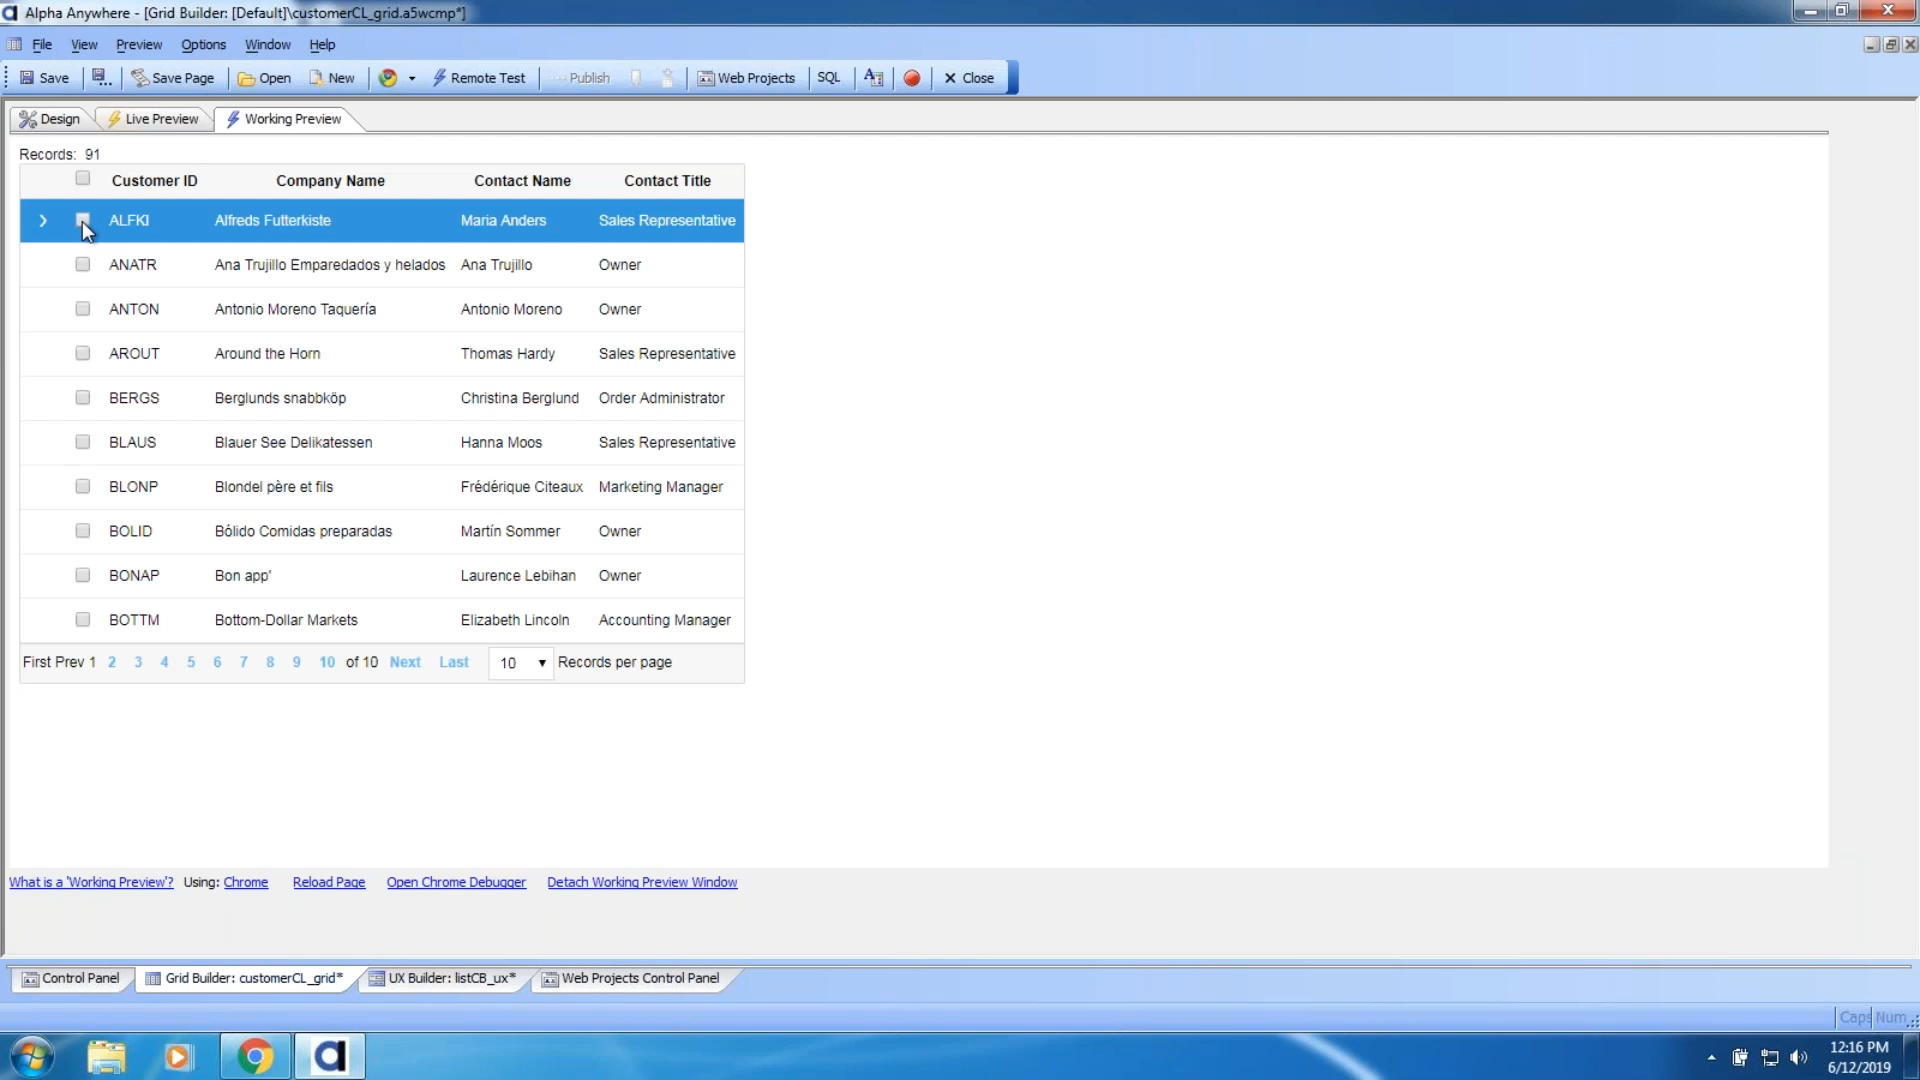 Alpha Anywhere - [Grid Builder: [Default]\customerCL_grid.a5wcmp*]
File View Preview Options Window Help
Save Save Page Open New Remote Test Publish Web Projects SQL Close
Design Live Preview Working Preview
Records: 91
Customer ID Company Name Contact Name Contact Title
ALFKI Alfreds Futterkiste Maria Anders Sales Representative
ANATR Ana Trujillo Emparedados y helados Ana Trujillo Owner
ANTON Antonio Moreno Taquería Antonio Moreno Owner
AROUT Around the Horn Thomas Hardy Sales Representative
BERGS Berglunds snabbköp Christina Berglund Order Administrator
BLAUS Blauer See Delikatessen Hanna Moos Sales Representative
BLONP Blondel père et fils Frédérique Citeaux Marketing Manager
BOLID Bólido Comidas preparadas Martín Sommer Owner
BONAP Bon app' Laurence Lebihan Owner
BOTTM Bottom-Dollar Markets Elizabeth Lincoln Accounting Manager
First Prev 1 2 3 4 5 6 7 8 9 10 of 10 Next Last 10 Records per page
What is a 'Working Preview'? Using: Chrome Reload Page Open Chrome Debugger Detach Working Preview Window
Control Panel Grid Builder: customerCL_grid* UX Builder: listCB_ux* Web Projects Control Panel
Caps Num
12:16 PM
6/12/2019